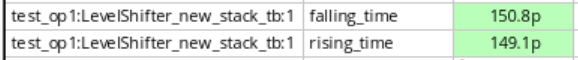 test_op1:LevelShifter_new_stack_tb:1 falling_time 150.8p
test_op1:LevelShifter_new_stack_tb:1 rising_time 149.1p